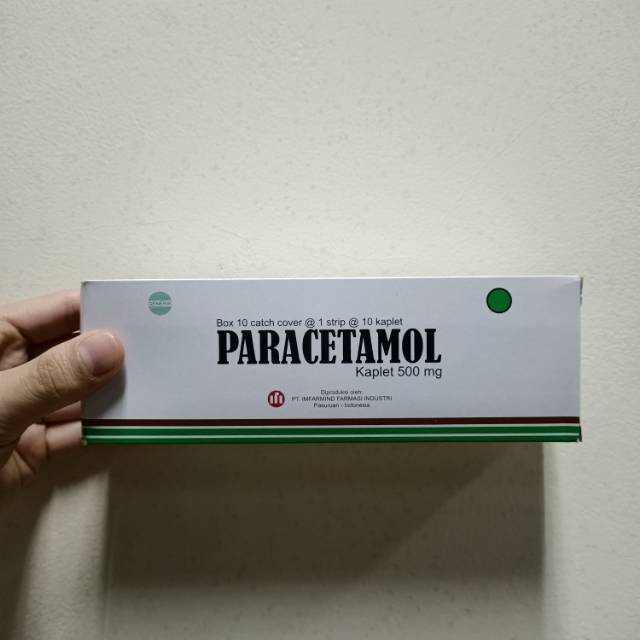 Box 10 catch cover @ 1 strip @ 10 kaplet
PARACETAMOL
Kaplet 500 mg
Diproduksi oleh:
PT. IMFARMIND FARMASI INDUSTRI
Pasuruan - Indonesia